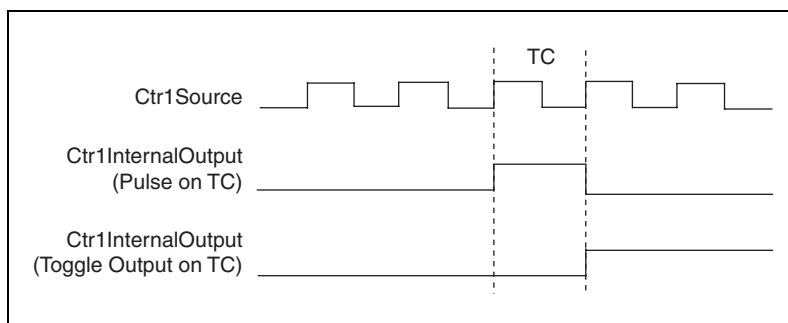 TC
Ctr1Source
Ctr1InternalOutput
(Pulse on TC)
Ctr1InternalOutput
(Toggle Output on TC)